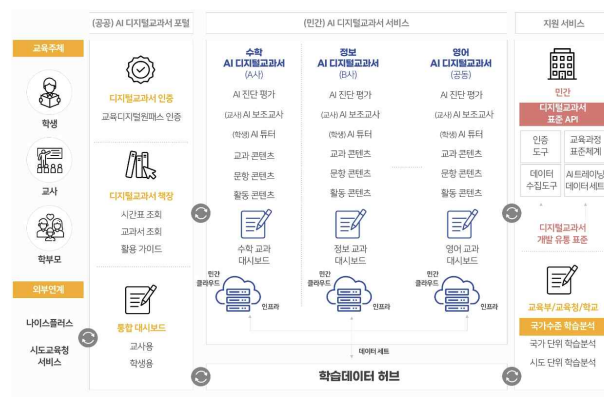 (공공) AI 디지털교과서 포털
(민간) AI 디지털교과서 서비스
지원 서비스
교육주체
학생
교사
학부모
외부연계
나이스플러스
시도교육청
서비스
디지털교과서 인증
교육디지털원패스 인증
디지털교과서 책장
시간표 조회
교과서 조회
활용 가이드
통합 대시보드
교사용
학생용
수학
AI 디지털교과서
(A사)
AI 진단 평가
(교사) AI 보조교사
(학생) AI 튜터
교과 콘텐츠
문항 콘텐츠
활동 콘텐츠
수학 교과
대시보드
민간
클라우드
인프라
정보
AI 디지털교과서
(B사)
AI 진단 평가
(교사) AI 보조교사
(학생) AI 튜터
교과 콘텐츠
문항 콘텐츠
활동 콘텐츠
정보 교과
대시보드
민간
클라우드
인프라
영어
AI 디지털교과서
(공동)
AI 진단 평가
(교사) AI 보조교사
(학생) AI 튜터
교과 콘텐츠
문항 콘텐츠
활동 콘텐츠
영어 교과
대시보드
민간
클라우드
인프라
데이터 세트
학습데이터 허브
민간
디지털교과서
표준 API
인증
도구
교육과정
표준체계
데이터
수집도구
AI 트레이닝
데이터 세트
디지털교과서
개발 유통 표준
교육부/교육청/학교
국가수준 학습분석
국가 단위 학습분석
시도 단위 학습분석